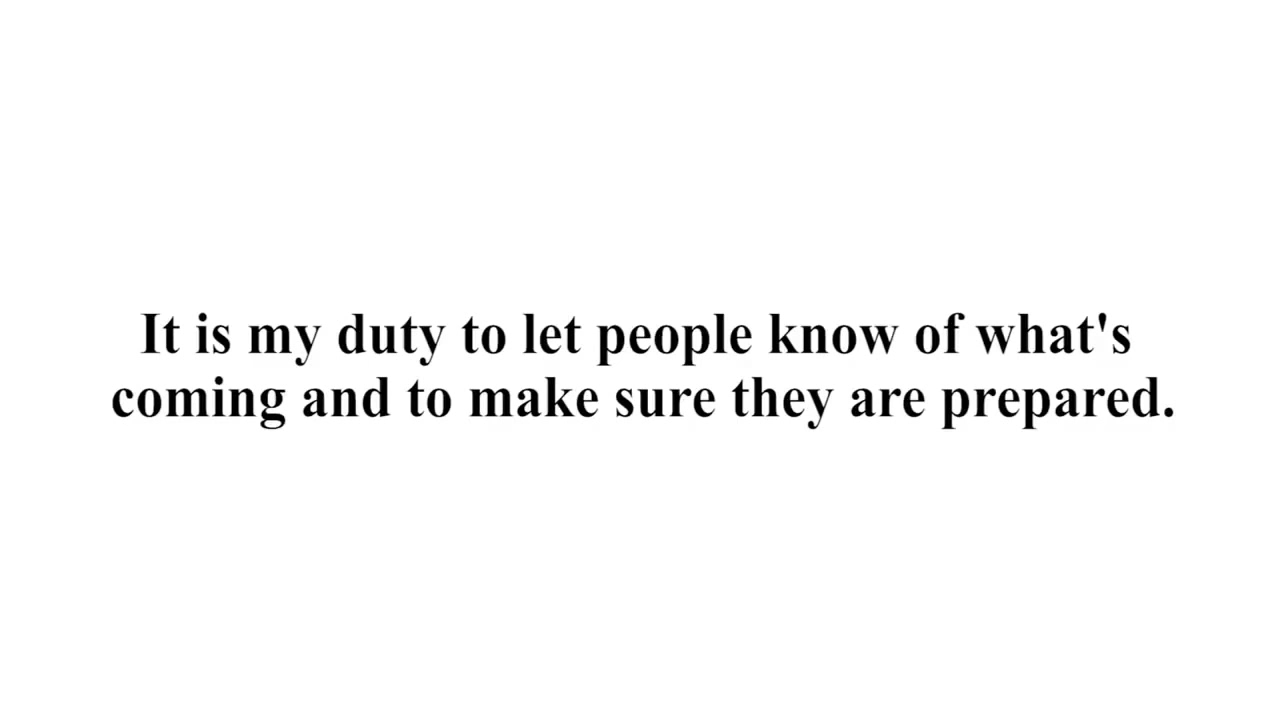 It is my duty to let people know of what's
coming and to make sure they are prepared.